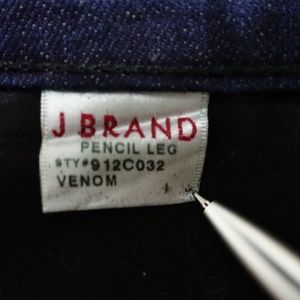 J BRAND
PENCIL LEG
STY#912C032
VENOM